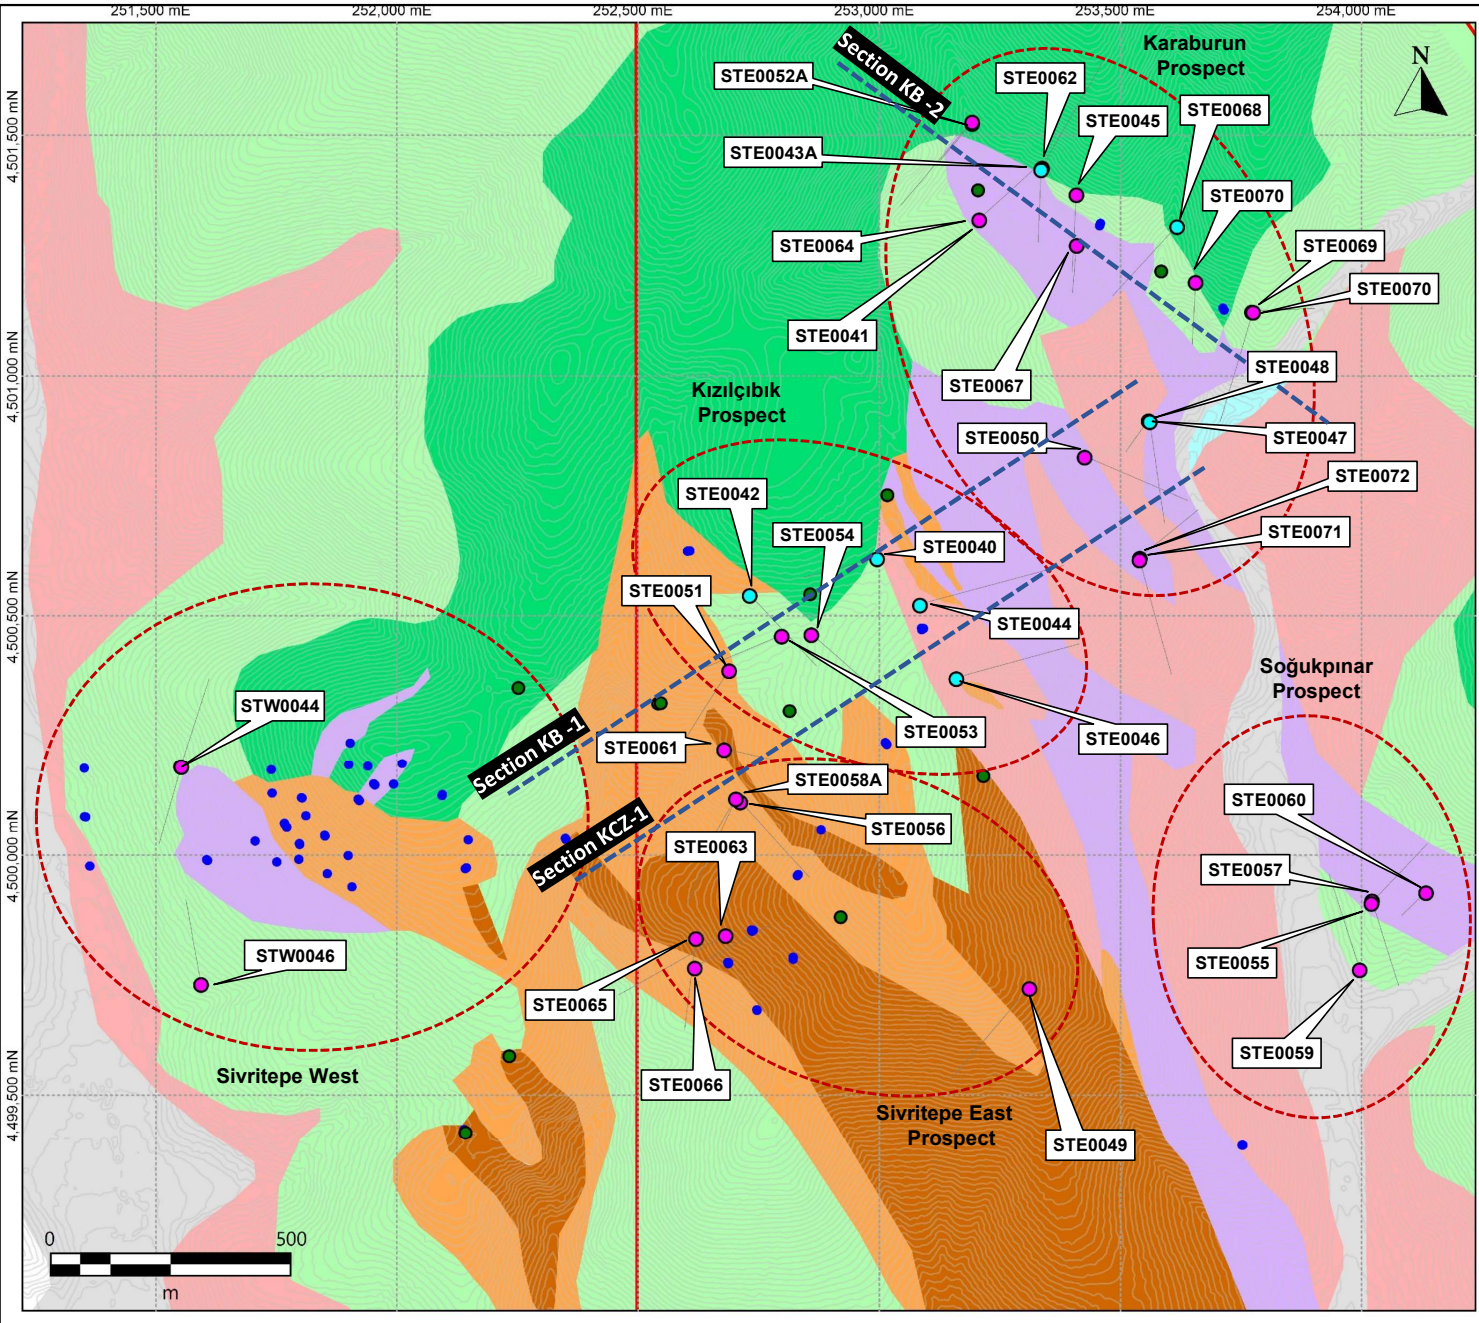 251,500 mE
252,000 mE
252,500 mE
253,000 mE
253,500 mE
254,000 mE
4,501,500 mN
4,501,000 mN
4,500,500 mN
4,500,000 mN
4,499,500 mN
N
Karaburun
Prospect
Section KB -2
STE0052A
STE0062
STE0045
STE0068
STE0043A
STE0070
STE0064
STE0069
STE0070
STE0041
STE0067
STE0048
Kızılçıbık
Prospect
STE0050
STE0047
STE0072
STE0042
STE0054
STE0040
STE0071
STE0051
STE0044
Soğukpınar
Prospect
STW0044
STE0061
STE0053
STE0046
Section KB -1
STE0058A
STE0060
Section KCZ-1
STE0056
STE0063
STE0057
STW0046
STE0055
STE0065
STE0059
Sivritepe West
STE0066
Sivritepe East
Prospect
STE0049
0
500
m